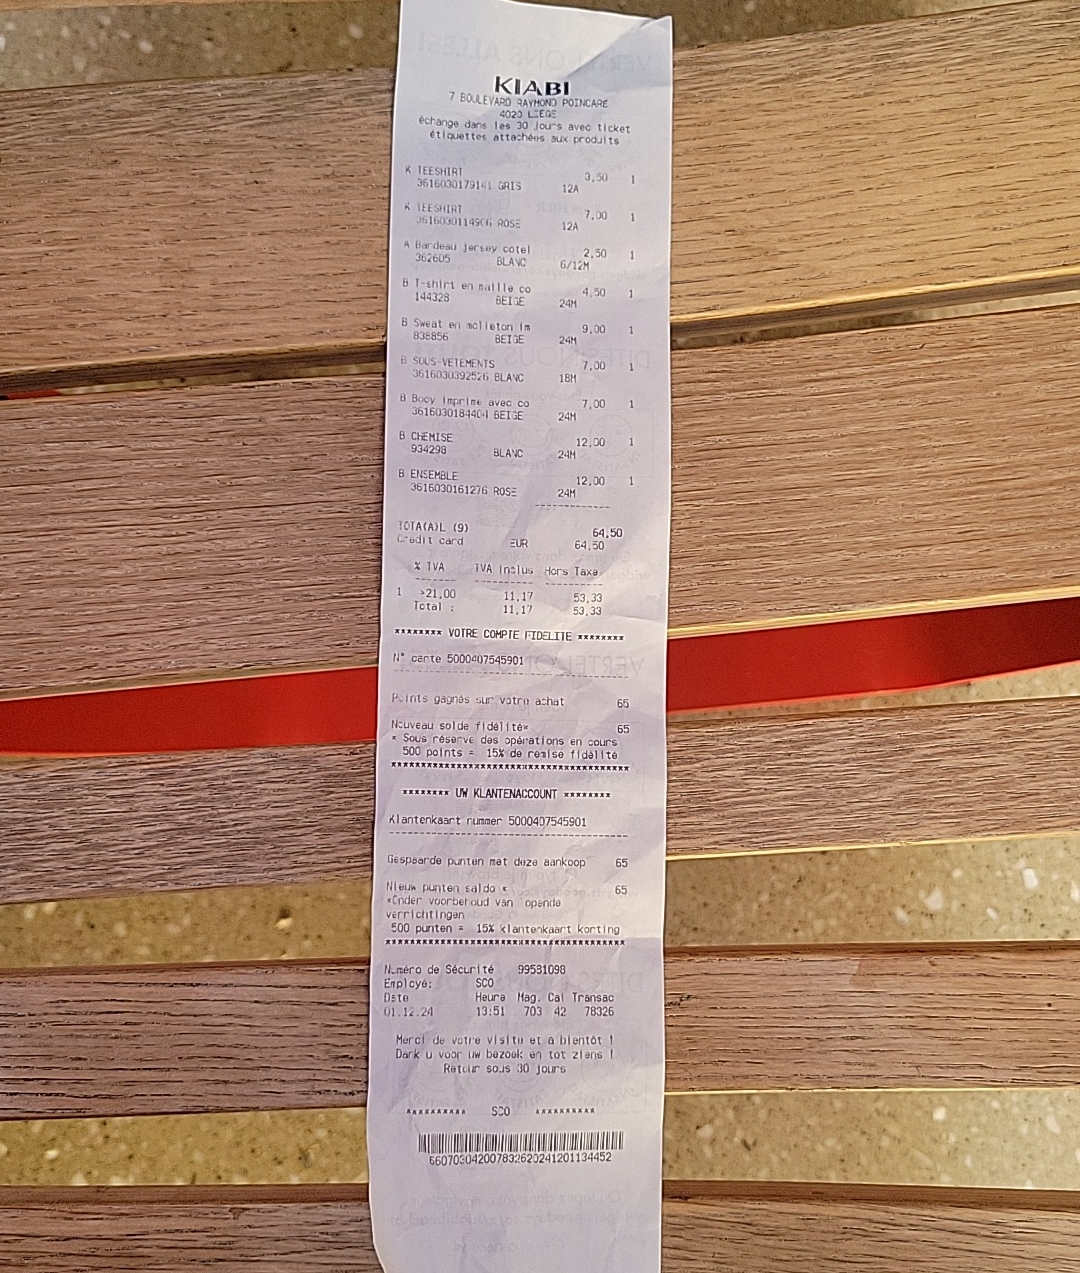 KIABI
7 BOULEVARD RAYMOND POINCARE
4020 LIEGE
échange dans les 30 jours avec ticket
étiquettes attachées aux produits
K TEESHIRT 3,50 1
3616030179141 GRIS 12A
K TEESHIRT 7,00 1
3616030114906 ROSE 12A
A Bardeau jersey cotel 2,50 1
362605 BLANC 6/12M
B T-shirt en maille co 4,50 1
144328 BEIGE 24M
B Sweat en molleton im 9,00 1
836856 BEIGE 24M
B SOUS-VETEMENTS 7,00 1
3616030392526 BLANC 18M
B Body imprime avec co 7,00 1
3616030184404 BEIGE 24M
B CHEMISE 12,00 1
934298 BLANC 24M
B ENSEMBLE 12,00 1
3616030161276 ROSE 24M
------------
TOTA(A)L (9) 64,50
Credit card EUR 64,50
% TVA TVA Inclus Hors Taxe
1 >21,00 11,17 53,33
Total : 11,17 53,33
******** VOTRE COMPTE FIDELITE ********
N° carte 5000407545901
Points gagnés sur votre achat 65
Nouveau solde fidélité* 65
* Sous réserve des opérations en cours
500 points = 15% de remise fidélité
****************************************
******** UW KLANTENACCOUNT ********
Klantenkaart nummer 5000407545901
Gespaarde punten met deze aankoop 65
Nieuw punten saldo * 65
*Onder voorbehoud van opende
verrichtingen
500 punten = 15% klantenkaart korting
****************************************
Numéro de Sécurité 99531098
Employé: SCO
Date Heure Mag. Cai Transac
01.12.24 13:51 703 42 78326
Merci de votre visite et à bientôt !
Dank u voor uw bezoek en tot ziens !
Retour sous 30 jours
********** SCO **********
66070304200783262024120113­4452